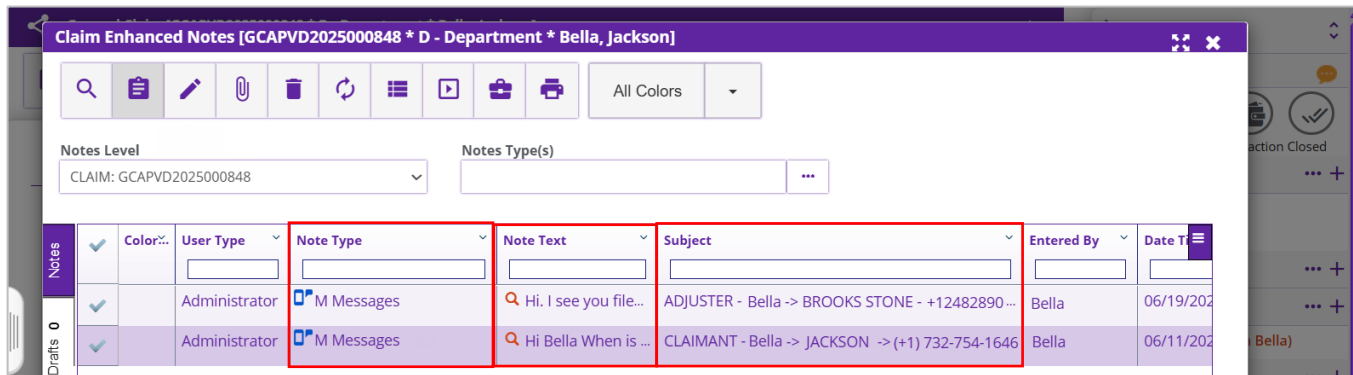 Claim Enhanced Notes [GCAPVD2025000848 * D - Department * Bella, Jackson]
All Colors
action Closed
Notes Level
Notes Type(s)
CLAIM: GCAPVD2025000848
Notes
Color...
User Type
Note Type
Note Text
Subject
Entered By
Date Ti
Administrator
M Messages
Hi. I see you file...
ADJUSTER - Bella -> BROOKS STONE - +12482890...
Bella
06/19/202
Drafts 0
Administrator
M Messages
Hi Bella When is ...
CLAIMANT - Bella -> JACKSON -> (+1) 732-754-1646
Bella
06/11/202
Bella)